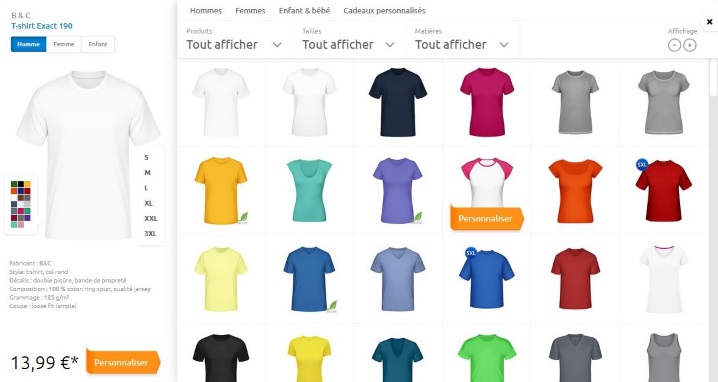 B & C
T-shirt Exact 190
Homme
Femme
Enfant
S
M
L
XL
XXL
3XL
Fabricant : B&C
Style: tshirt, col rond
Détails : double piqûre, bande de propreté
Composition : 100 % coton ring spun, qualité jersey
Grammage : 185 g/m²
Coupe : loose fit (ample)
13,99 €*
Personnaliser
Hommes
Femmes
Enfant & bébé
Cadeaux personnalisés
Produits
Tout afficher
Tailles
Tout afficher
Matières
Tout afficher
Affichage
5XL
Personnaliser
5XL